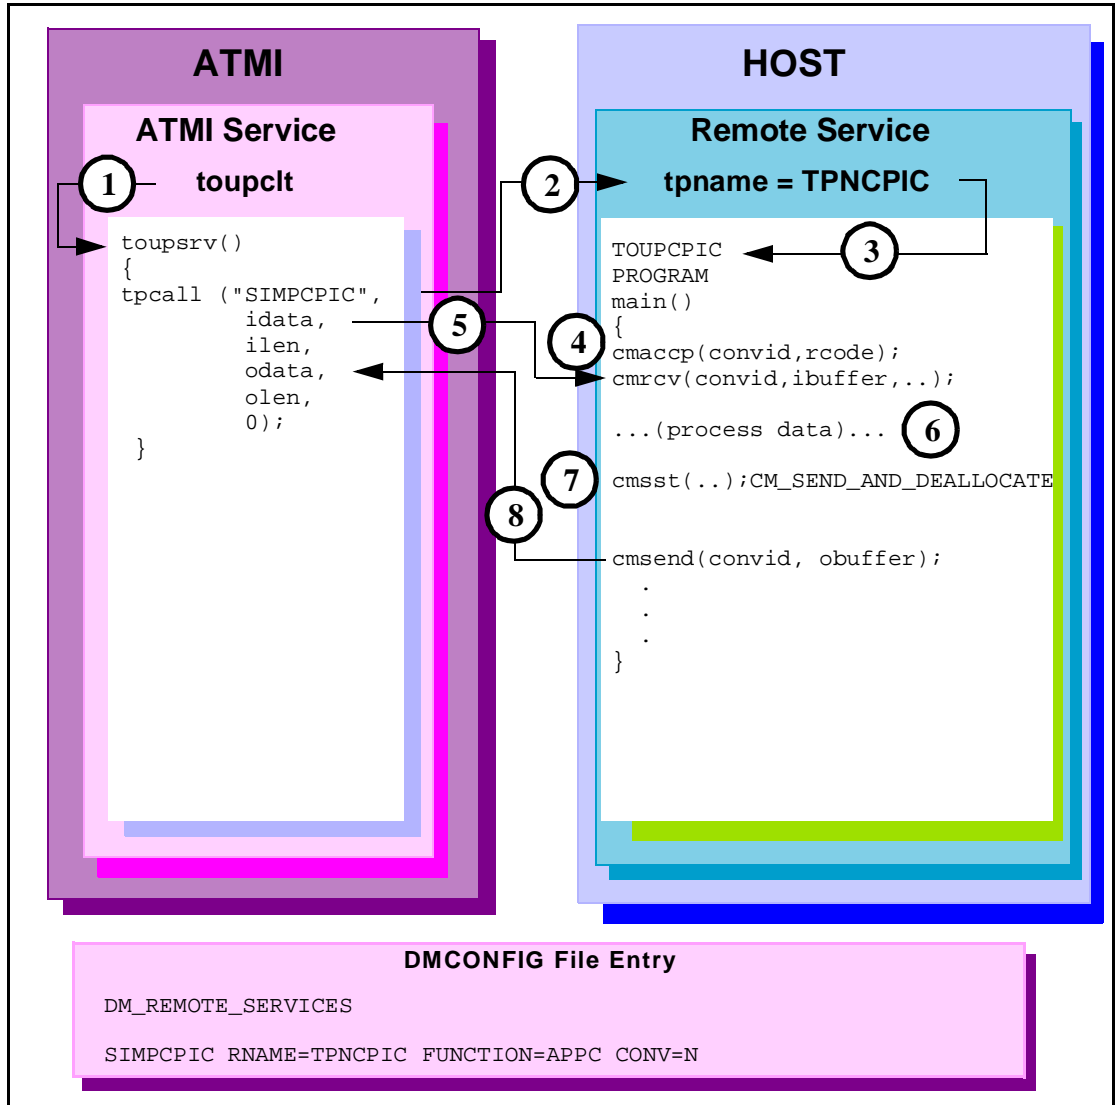 ATMI
ATMI Service
1
toupclt
toupsrv()
{
tpcall ("SIMPCPIC",
idata,
ilen,
odata,
olen,
0);
}
HOST
Remote Service
2
tpname = TPNCPIC
TOUPCPIC
3
PROGRAM
main()
{
4
cmaccp(convid,rcode);
5
cmrcv(convid,ibuffer,..);
...(process data)...
6
7
cmsst(..);CM_SEND_AND_DEALLOCATE
8
cmsend(convid, obuffer);
.
.
.
}
DMCONFIG File Entry
DM_REMOTE_SERVICES
SIMPCPIC RNAME=TPNCPIC FUNCTION=APPC CONV=N